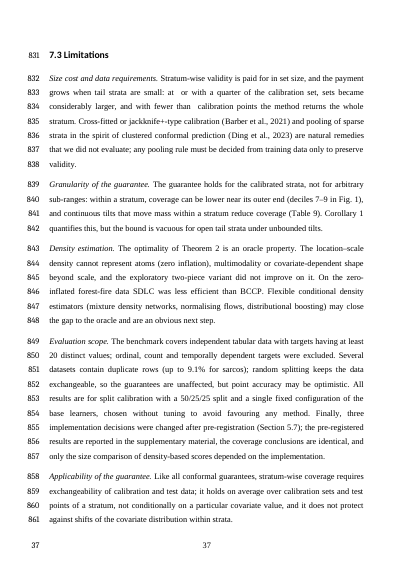 831 7.3 Limitations
832 Size cost and data requirements. Stratum-wise validity is paid for in set size, and the payment
833 grows when tail strata are small: at or with a quarter of the calibration set, sets became
834 considerably larger, and with fewer than calibration points the method returns the whole
835 stratum. Cross-fitted or jackknife+-type calibration (Barber et al., 2021) and pooling of sparse
836 strata in the spirit of clustered conformal prediction (Ding et al., 2023) are natural remedies
837 that we did not evaluate; any pooling rule must be decided from training data only to preserve
838 validity.
839 Granularity of the guarantee. The guarantee holds for the calibrated strata, not for arbitrary
840 sub-ranges: within a stratum, coverage can be lower near its outer end (deciles 7–9 in Fig. 1),
841 and continuous tilts that move mass within a stratum reduce coverage (Table 9). Corollary 1
842 quantifies this, but the bound is vacuous for open tail strata under unbounded tilts.
843 Density estimation. The optimality of Theorem 2 is an oracle property. The location–scale
844 density cannot represent atoms (zero inflation), multimodality or covariate-dependent shape
845 beyond scale, and the exploratory two-piece variant did not improve on it. On the zero-
846 inflated forest-fire data SDLC was less efficient than BCCP. Flexible conditional density
847 estimators (mixture density networks, normalising flows, distributional boosting) may close
848 the gap to the oracle and are an obvious next step.
849 Evaluation scope. The benchmark covers independent tabular data with targets having at least
850 20 distinct values; ordinal, count and temporally dependent targets were excluded. Several
851 datasets contain duplicate rows (up to 9.1% for sarcos); random splitting keeps the data
852 exchangeable, so the guarantees are unaffected, but point accuracy may be optimistic. All
853 results are for split calibration with a 50/25/25 split and a single fixed configuration of the
854 base learners, chosen without tuning to avoid favouring any method. Finally, three
855 implementation decisions were changed after pre-registration (Section 5.7); the pre-registered
856 results are reported in the supplementary material, the coverage conclusions are identical, and
857 only the size comparison of density-based scores depended on the implementation.
858 Applicability of the guarantee. Like all conformal guarantees, stratum-wise coverage requires
859 exchangeability of calibration and test data; it holds on average over calibration sets and test
860 points of a stratum, not conditionally on a particular covariate value, and it does not protect
861 against shifts of the covariate distribution within strata.
37 37